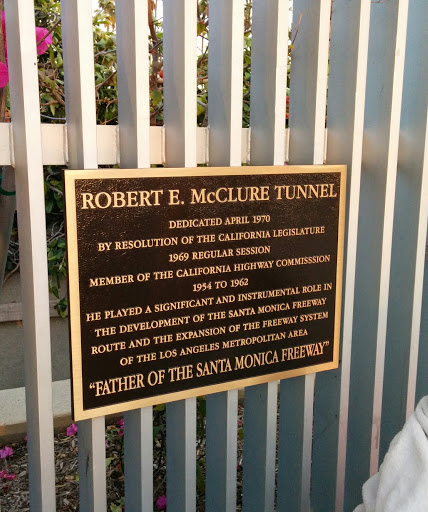 ROBERT E. McCLURE TUNNEL
DEDICATED APRIL 1970
BY RESOLUTION OF THE CALIFORNIA LEGISLATURE
1969 REGULAR SESSION
MEMBER OF THE CALIFORNIA HIGHWAY COMMISSSION
1954 TO 1962
HE PLAYED A SIGNIFICANT AND INSTRUMENTAL ROLE IN
THE DEVELOPMENT OF THE SANTA MONICA FREEWAY
ROUTE AND THE EXPANSION OF THE FREEWAY SYSTEM
OF THE LOS ANGELES METROPOLITAN AREA
"FATHER OF THE SANTA MONICA FREEWAY"